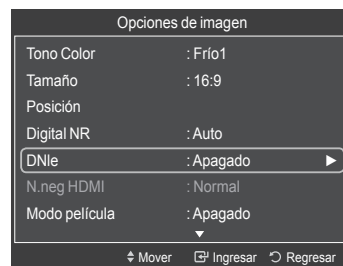 Opciones de imagen
Tono Color : Frío1
Tamaño : 16:9
Posición
Digital NR : Auto
DNIe : Apagado
N.neg HDMI : Normal
Modo película : Apagado
Mover Ingresar Regresar